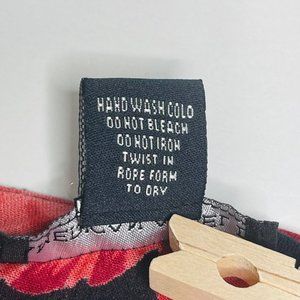 HAND WASH COLD
DO NOT BLEACH
DO NOT IRON
TWIST IN
ROPE FORM
TO DRY